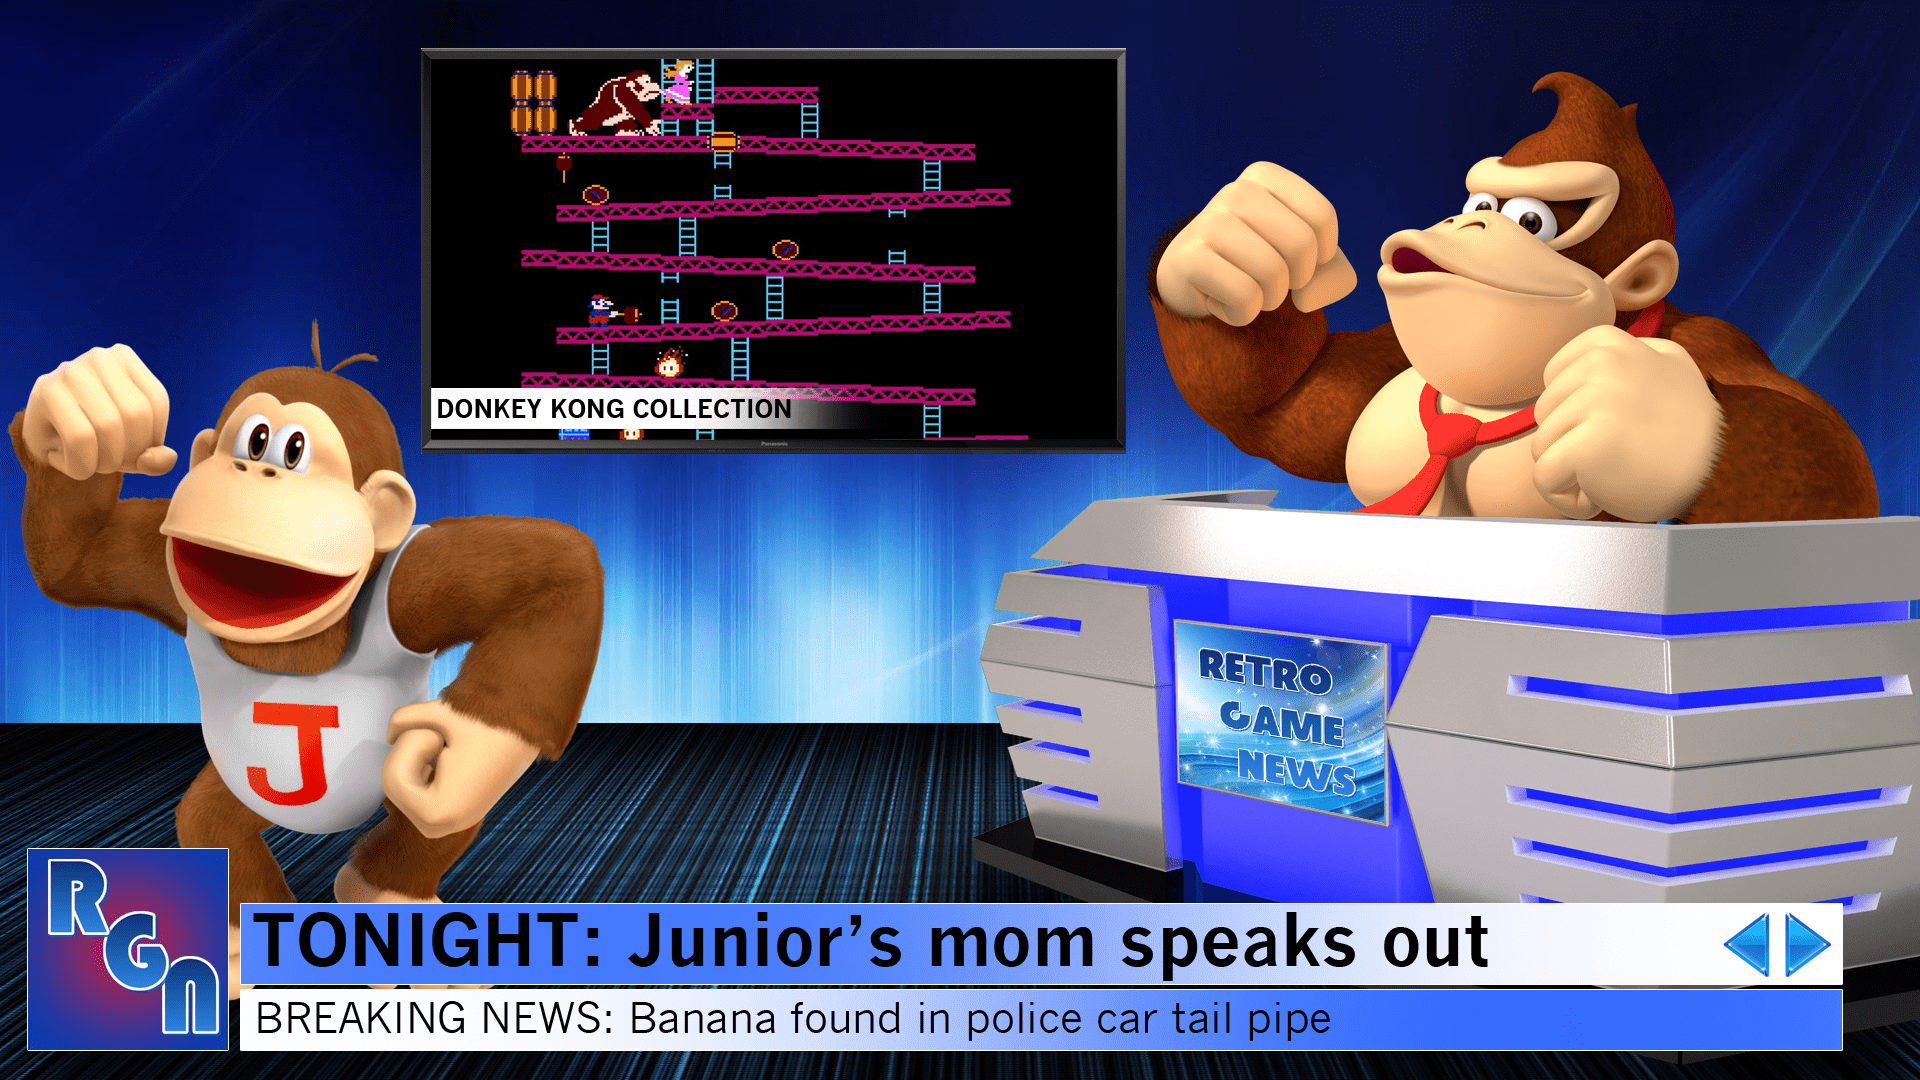 DONKEY KONG COLLECTION
Panasonic
J
RETRO
GAME
NEWS
RGn
TONIGHT: Junior’s mom speaks out
BREAKING NEWS: Banana found in police car tail pipe